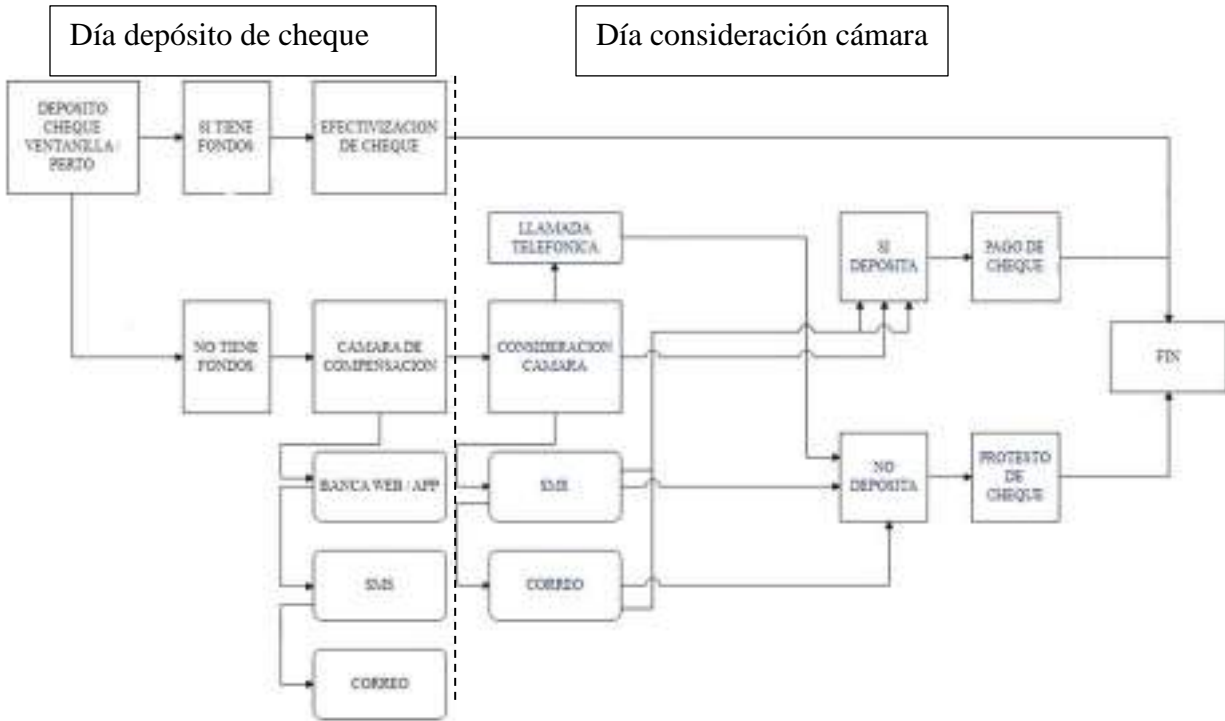 Día depósito de cheque
Día consideración cámara
DEPOSITO
CHEQUE
VENTANILLA /
PERTO
SI TIENE
FONDOS
EFECTIVIZACION
DE CHEQUE
LLAMADA
TELEFONICA
SI
DEPOSITA
PAGO DE
CHEQUE
NO TIENE
FONDOS
CAMARA DE
COMPENSACION
CONSIDERACION
CAMARA
FIN
BANCA WEB / APP
SMS
NO
DEPOSITA
PROTESTO
DE
CHEQUE
SMS
CORREO
CORREO